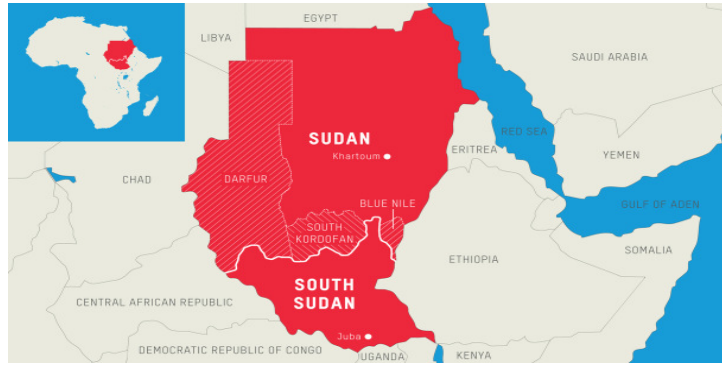 EGYPT
LIBYA
SAUDI ARABIA
SUDAN
RED SEA
Khartoum
ERITREA
YEMEN
CHAD
DARFUR
BLUE NILE
GULF OF ADEN
SOUTH
KORDOFAN
SOMALIA
ETHIOPIA
SOUTH
SUDAN
CENTRAL AFRICAN REPUBLIC
Juba
DEMOCRATIC REPUBLIC OF CONGO
UGANDA
KENYA